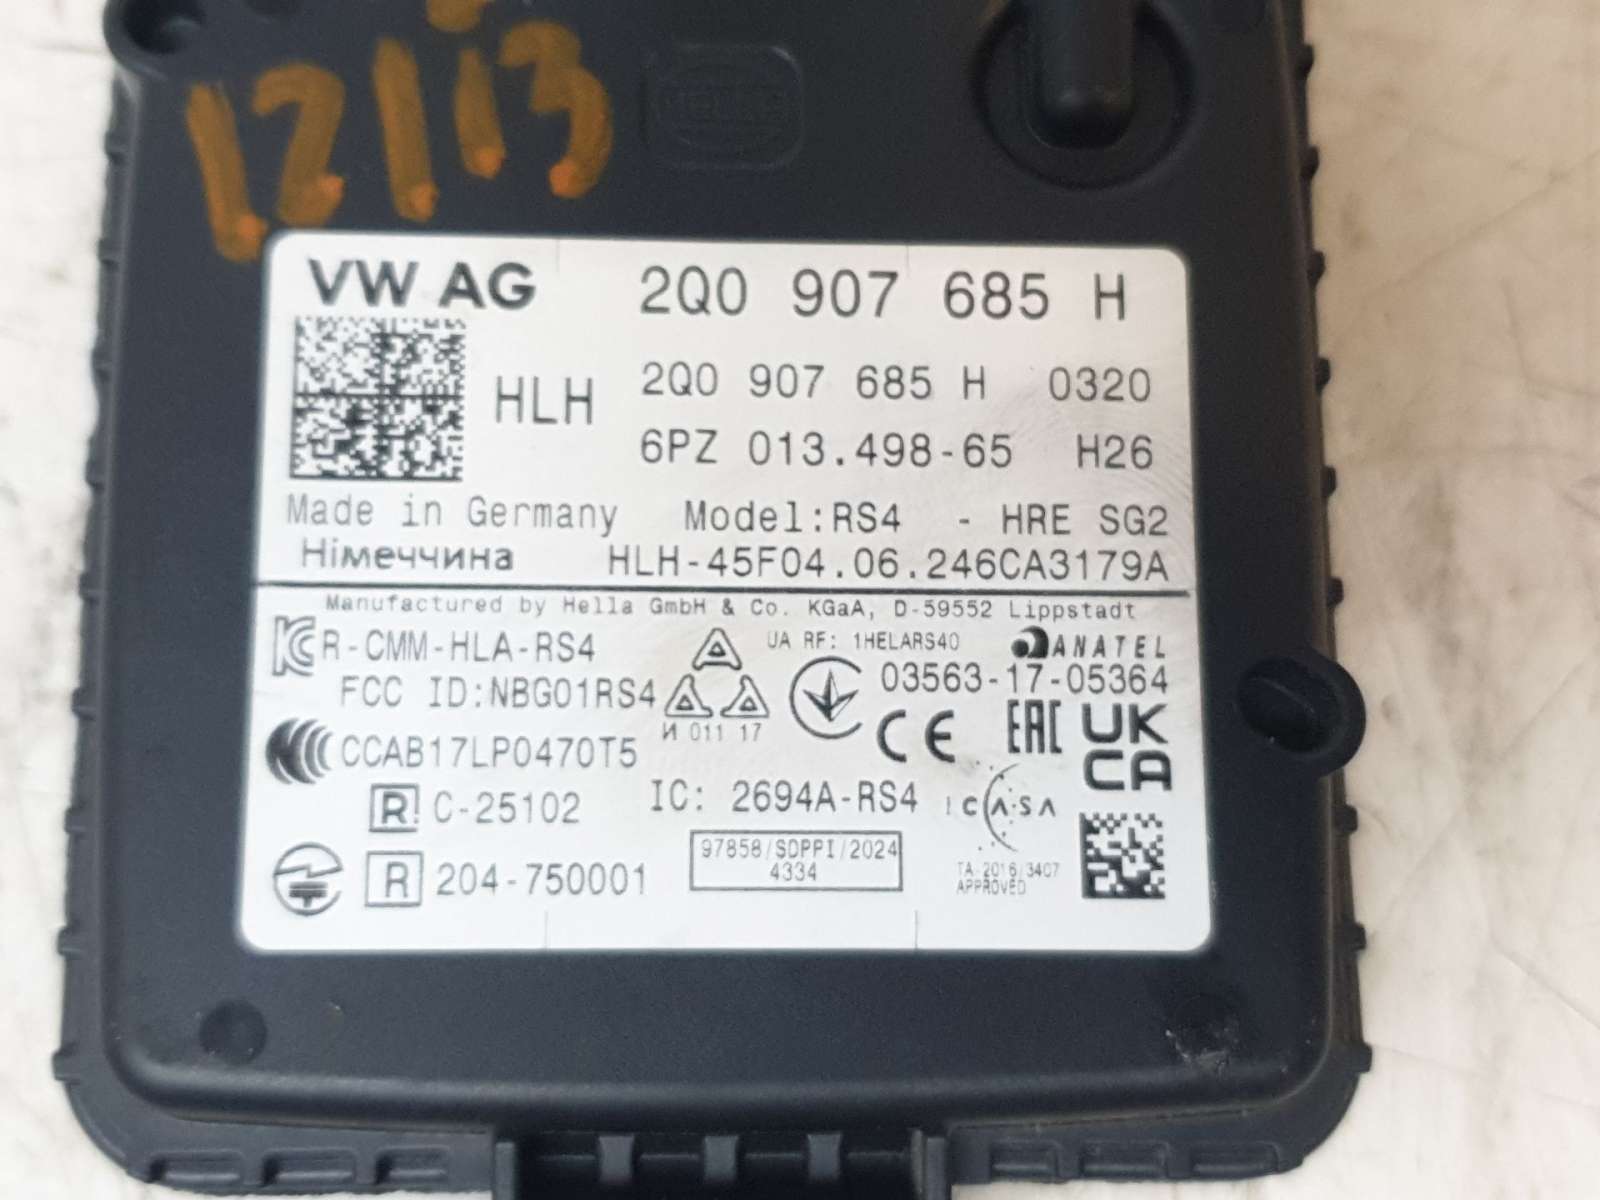 12113
VW AG 2Q0 907 685 H
HLH 2Q0 907 685 H 0320
6PZ 013.498-65 H26
Made in Germany Model:RS4 - HRE SG2
Німеччина HLH-45F04.06.246CA3179A
Manufactured by Hella GmbH & Co. KGaA, D-59552 Lippstadt
R-CMM-HLA-RS4 UA RF: 1HELARS40 ANATEL
FCC ID:NBG01RS4 03563-17-05364
И 011 17 CE EAC UK CA
CCAB17LP0470T5
R C-25102 IC: 2694A-RS4 ICASA
R 204-750001 97858/SDPPI/2024
4334
TA-2016/3407
APPROVED